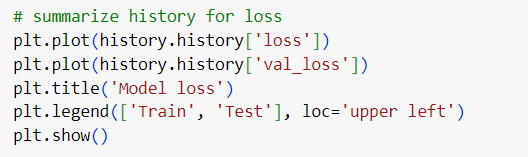 # summarize history for loss
plt.plot(history.history['loss'])
plt.plot(history.history['val_loss'])
plt.title('Model loss')
plt.legend(['Train', 'Test'], loc='upper left')
plt.show()